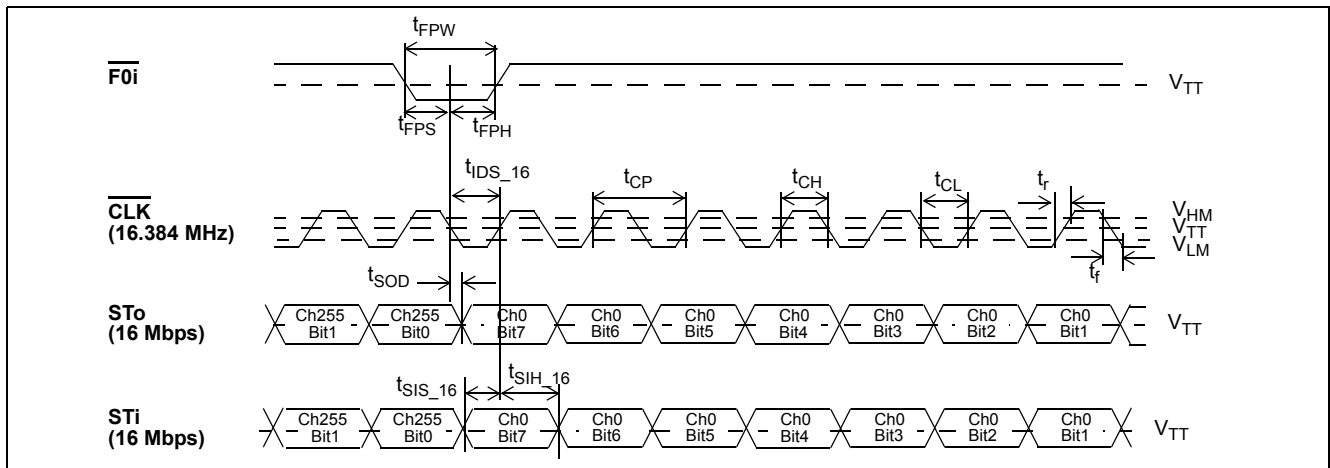 tFPW
F0i
VTT
tFPS
tFPH
tIDS_16
tCP
tCH
tCL
tr
CLK
(16.384 MHz)
VHM
VTT
VLM
tf
tSOD
STo
(16 Mbps)
Ch255 Bit1
Ch255 Bit0
Ch0 Bit7
Ch0 Bit6
Ch0 Bit5
Ch0 Bit4
Ch0 Bit3
Ch0 Bit2
Ch0 Bit1
VTT
tSIS_16
tSIH_16
STi
(16 Mbps)
Ch255 Bit1
Ch255 Bit0
Ch0 Bit7
Ch0 Bit6
Ch0 Bit5
Ch0 Bit4
Ch0 Bit3
Ch0 Bit2
Ch0 Bit1
VTT